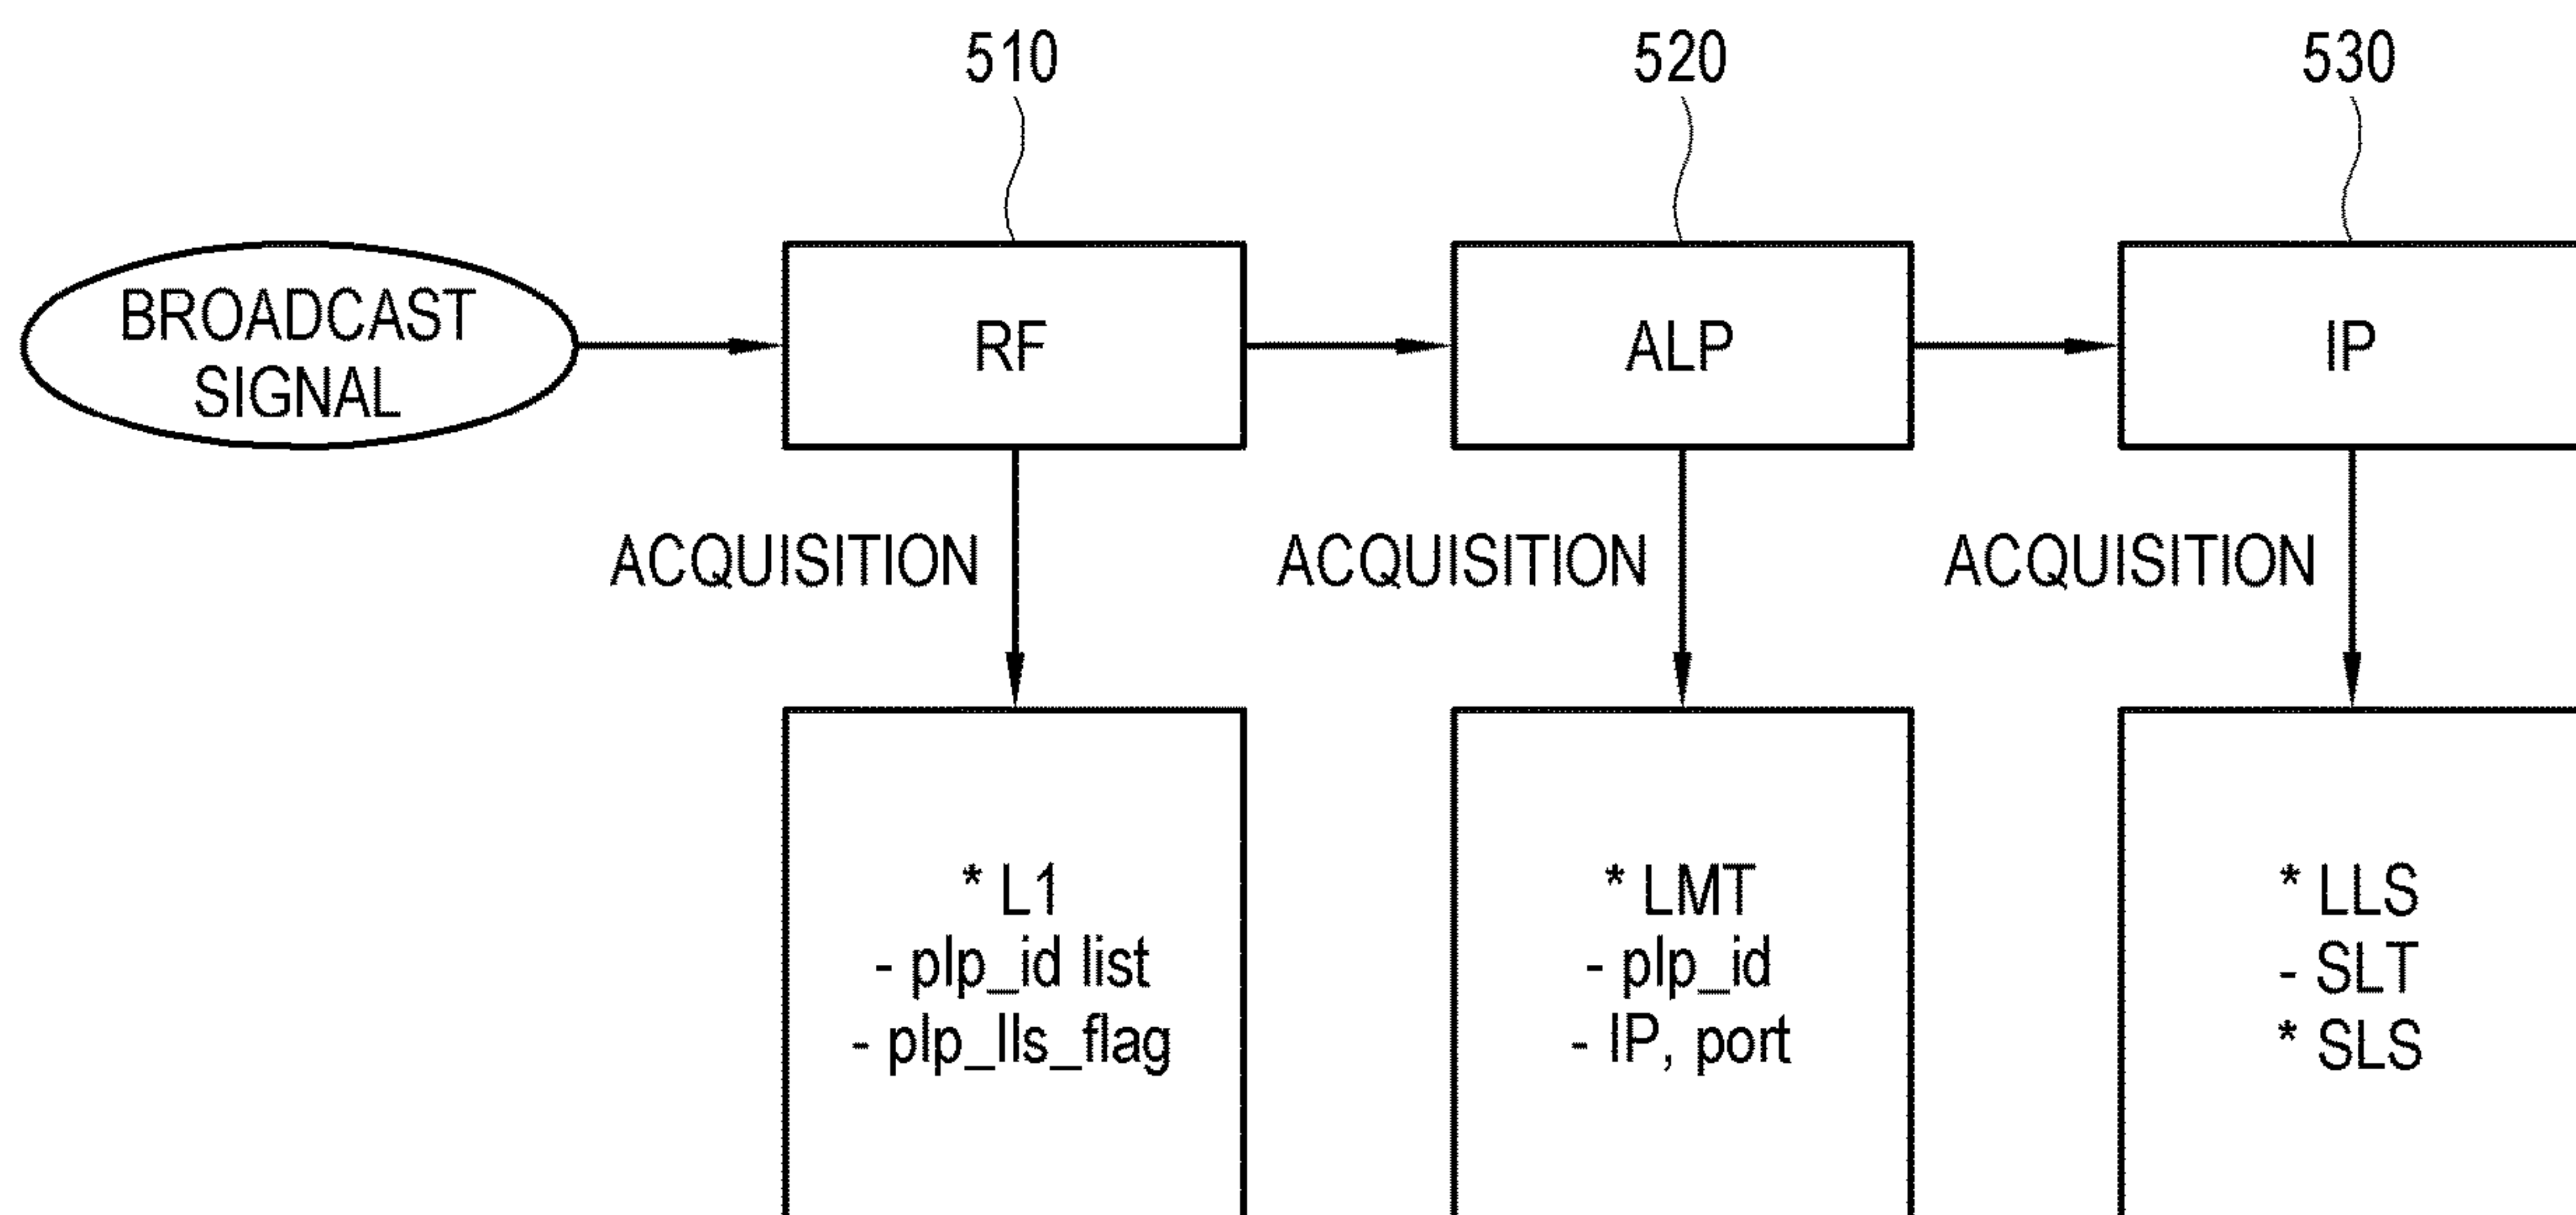 510
520
530
BROADCAST
SIGNAL
RF
ALP
IP
ACQUISITION
ACQUISITION
ACQUISITION
* L1
- plp_id list
- plp_lls_flag
* LMT
- plp_id
- IP, port
* LLS
- SLT
* SLS